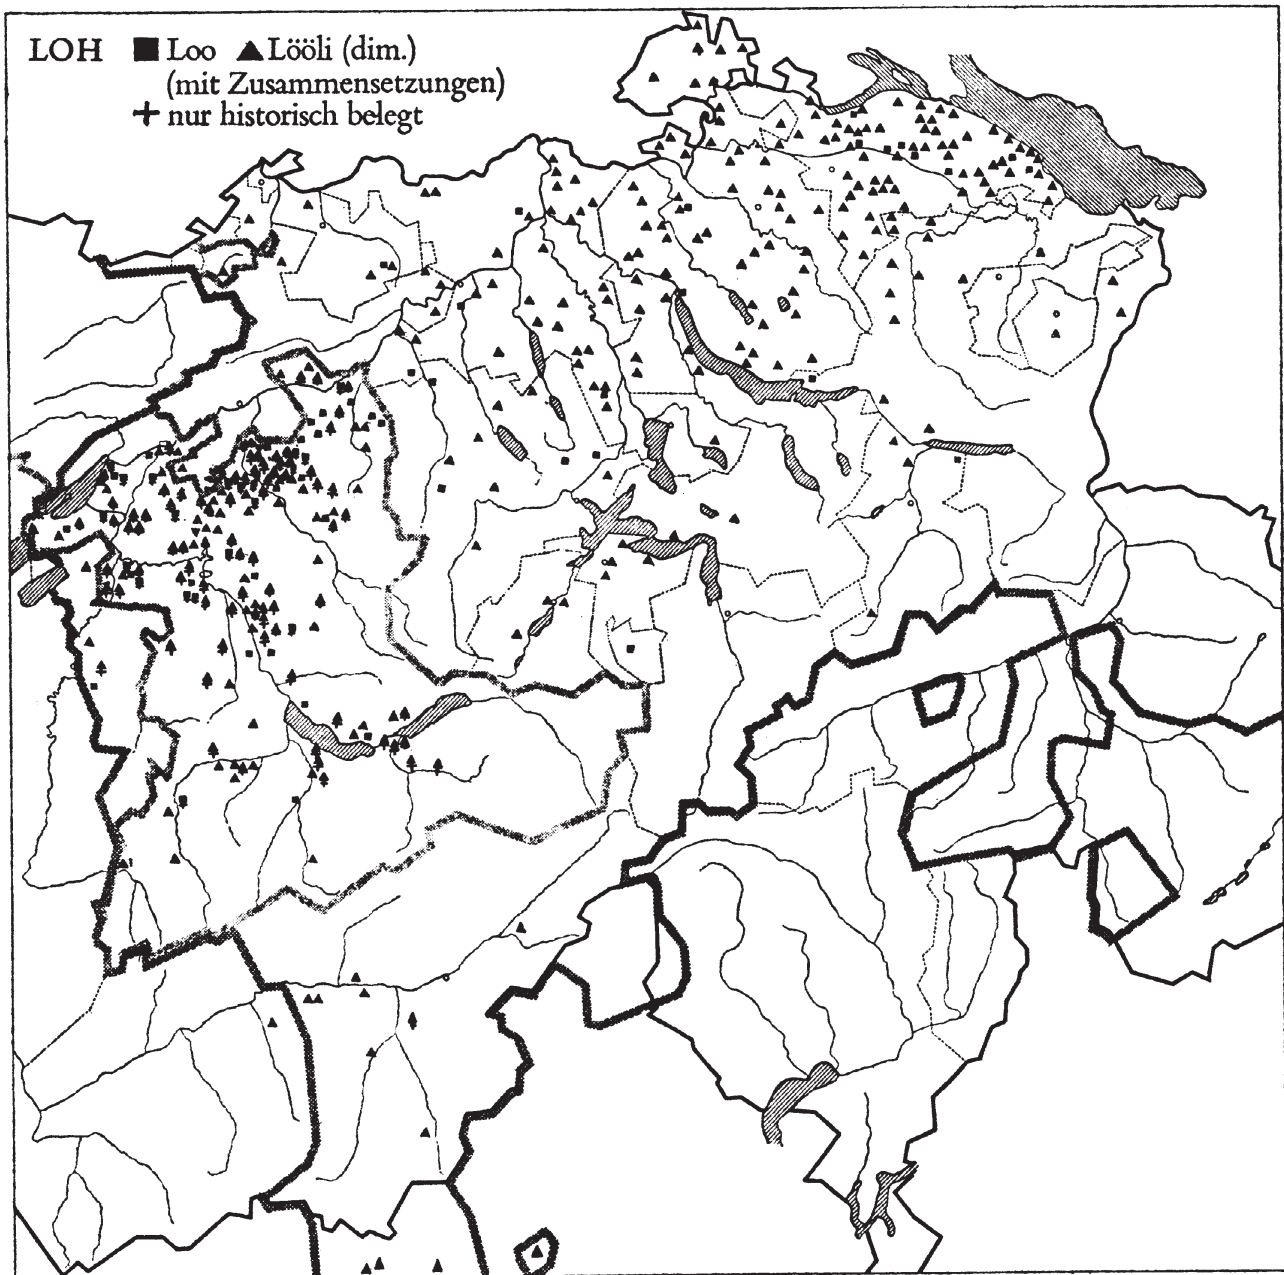 LOH ■ Loo ▲ Lööli (dim.)
(mit Zusammensetzungen)
+ nur historisch belegt